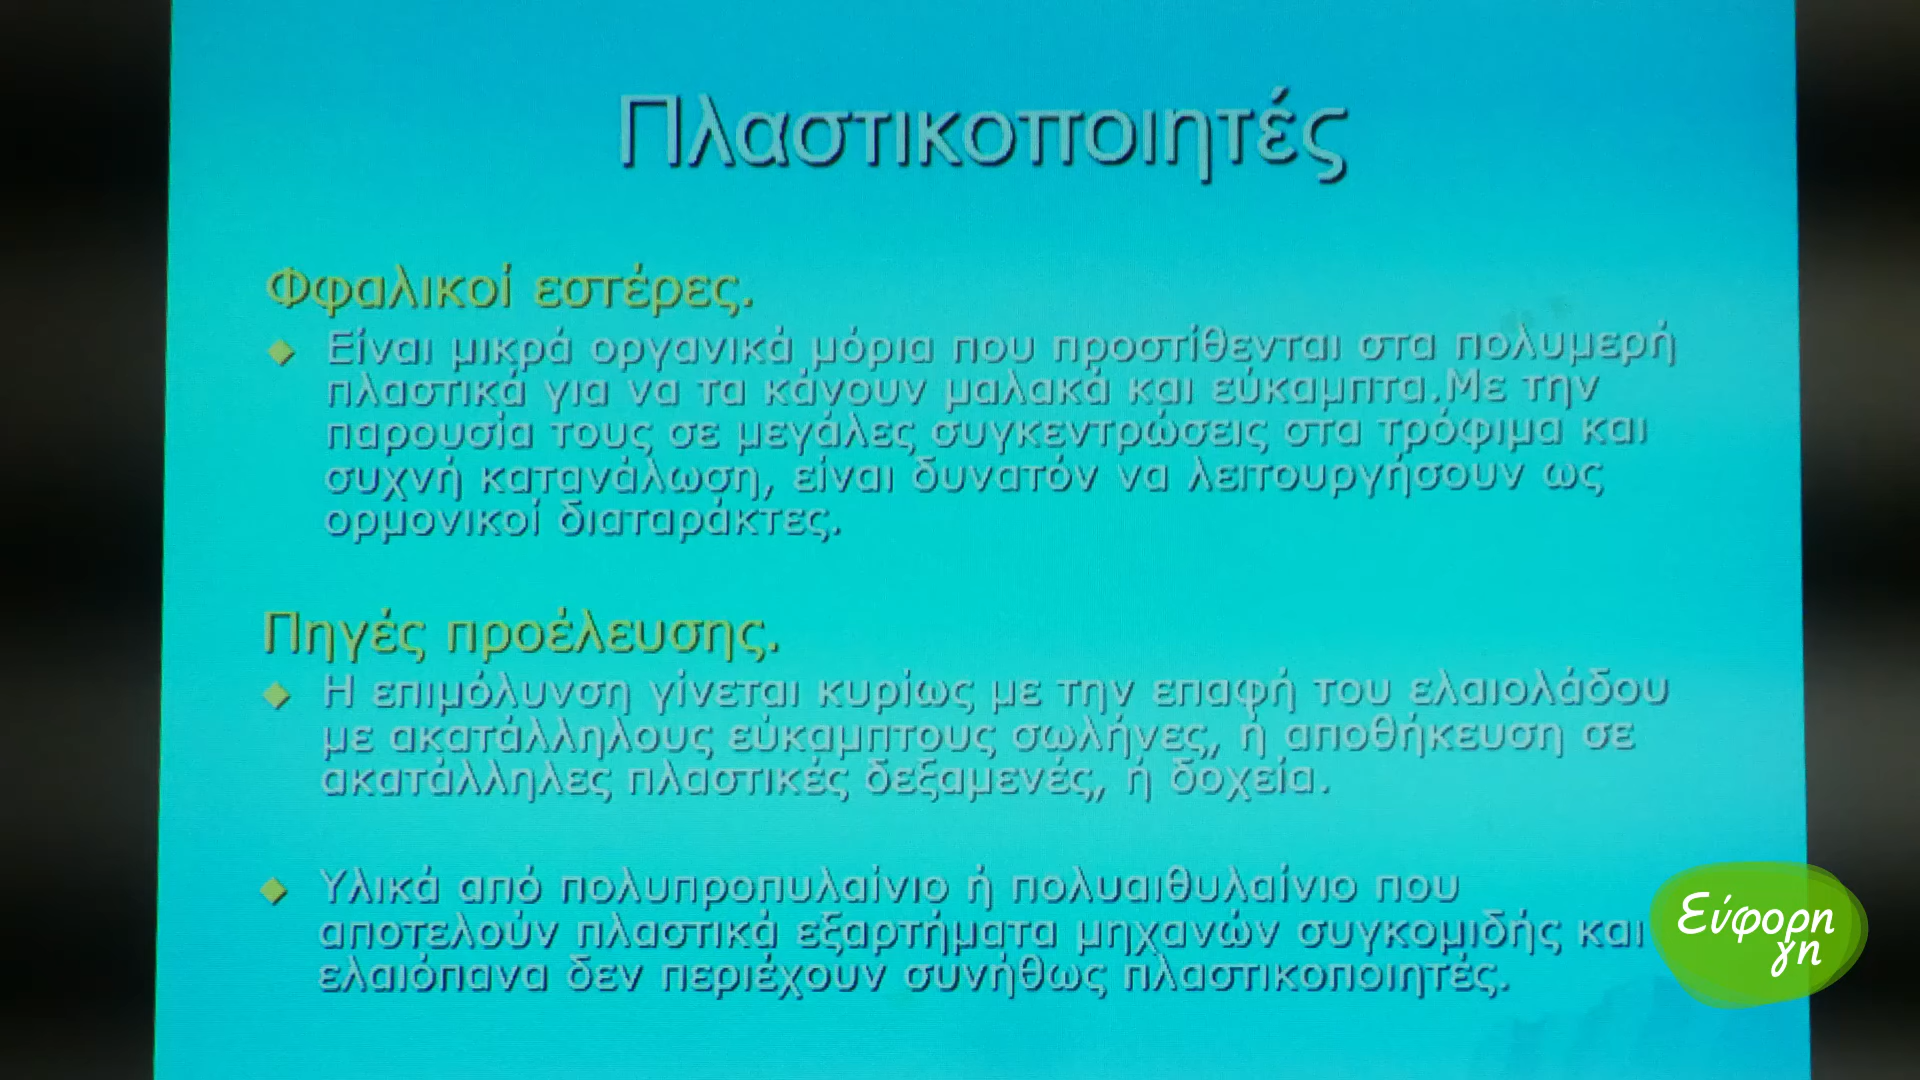 Πλαστικοποιητές
Φφαλικοί εστέρες.
Είναι μικρά οργανικά μόρια που προστίθενται στα πολυμερή
πλαστικά για να τα κάνουν μαλακά και εύκαμπτα.Με την
παρουσία τους σε μεγάλες συγκεντρώσεις στα τρόφιμα και
συχνή κατανάλωση, είναι δυνατόν να λειτουργήσουν ως
ορμονικοί διαταράκτες.
Πηγές προέλευσης.
Η επιμόλυνση γίνεται κυρίως με την επαφή του ελαιολάδου
με ακατάλληλους εύκαμπτους σωλήνες, ή αποθήκευση σε
ακατάλληλες πλαστικές δεξαμενές, ή δοχεία.
Υλικά από πολυπροπυλαίνιο ή πολυαιθυλαίνιο που
αποτελούν πλαστικά εξαρτήματα μηχανών συγκομιδής και
ελαιόπανα δεν περιέχουν συνήθως πλαστικοποιητές.
Εύφορη
γη